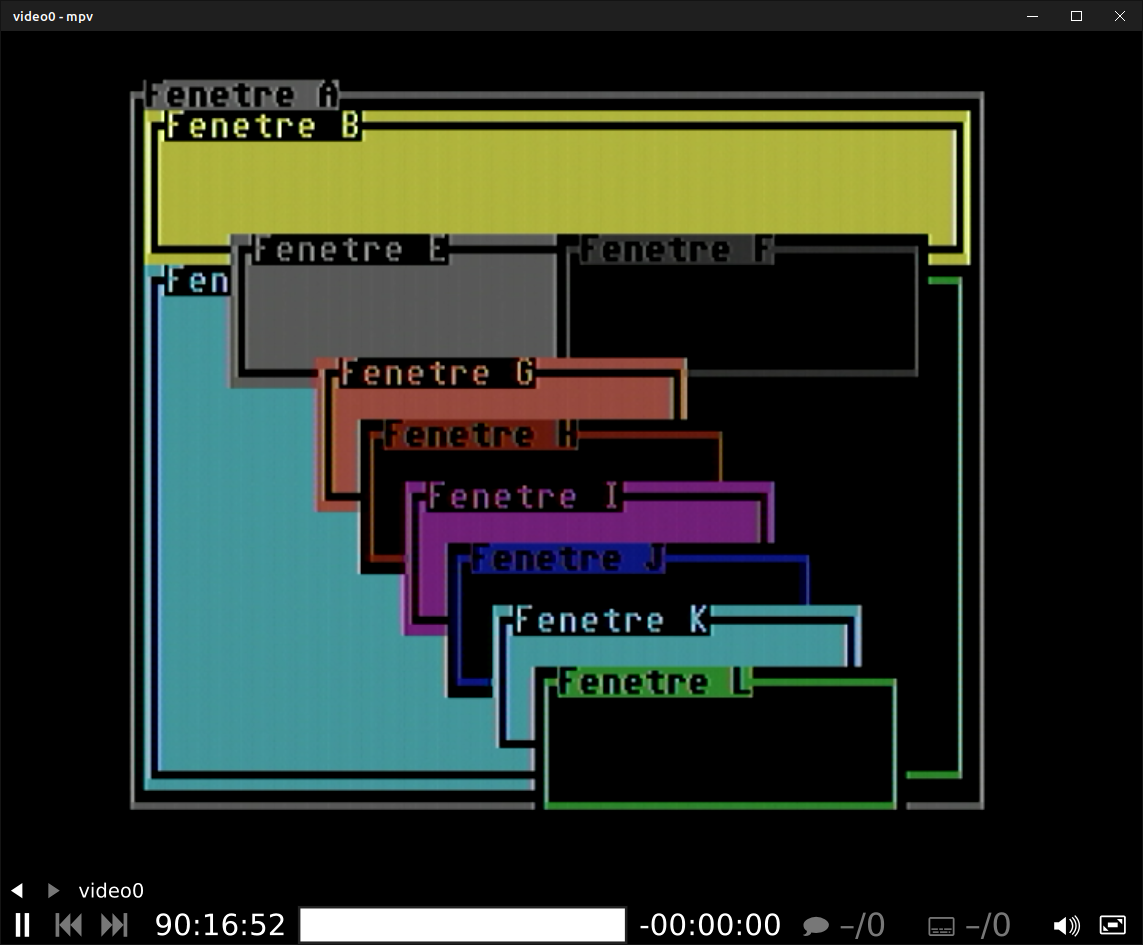 video0 - mpv
Fenetre A
Fenetre B
Fenetre E
Fenetre F
Fen
Fenetre G
Fenetre H
Fenetre I
Fenetre J
Fenetre K
Fenetre L
video0
90:16:52 -00:00:00 -/0 -/0